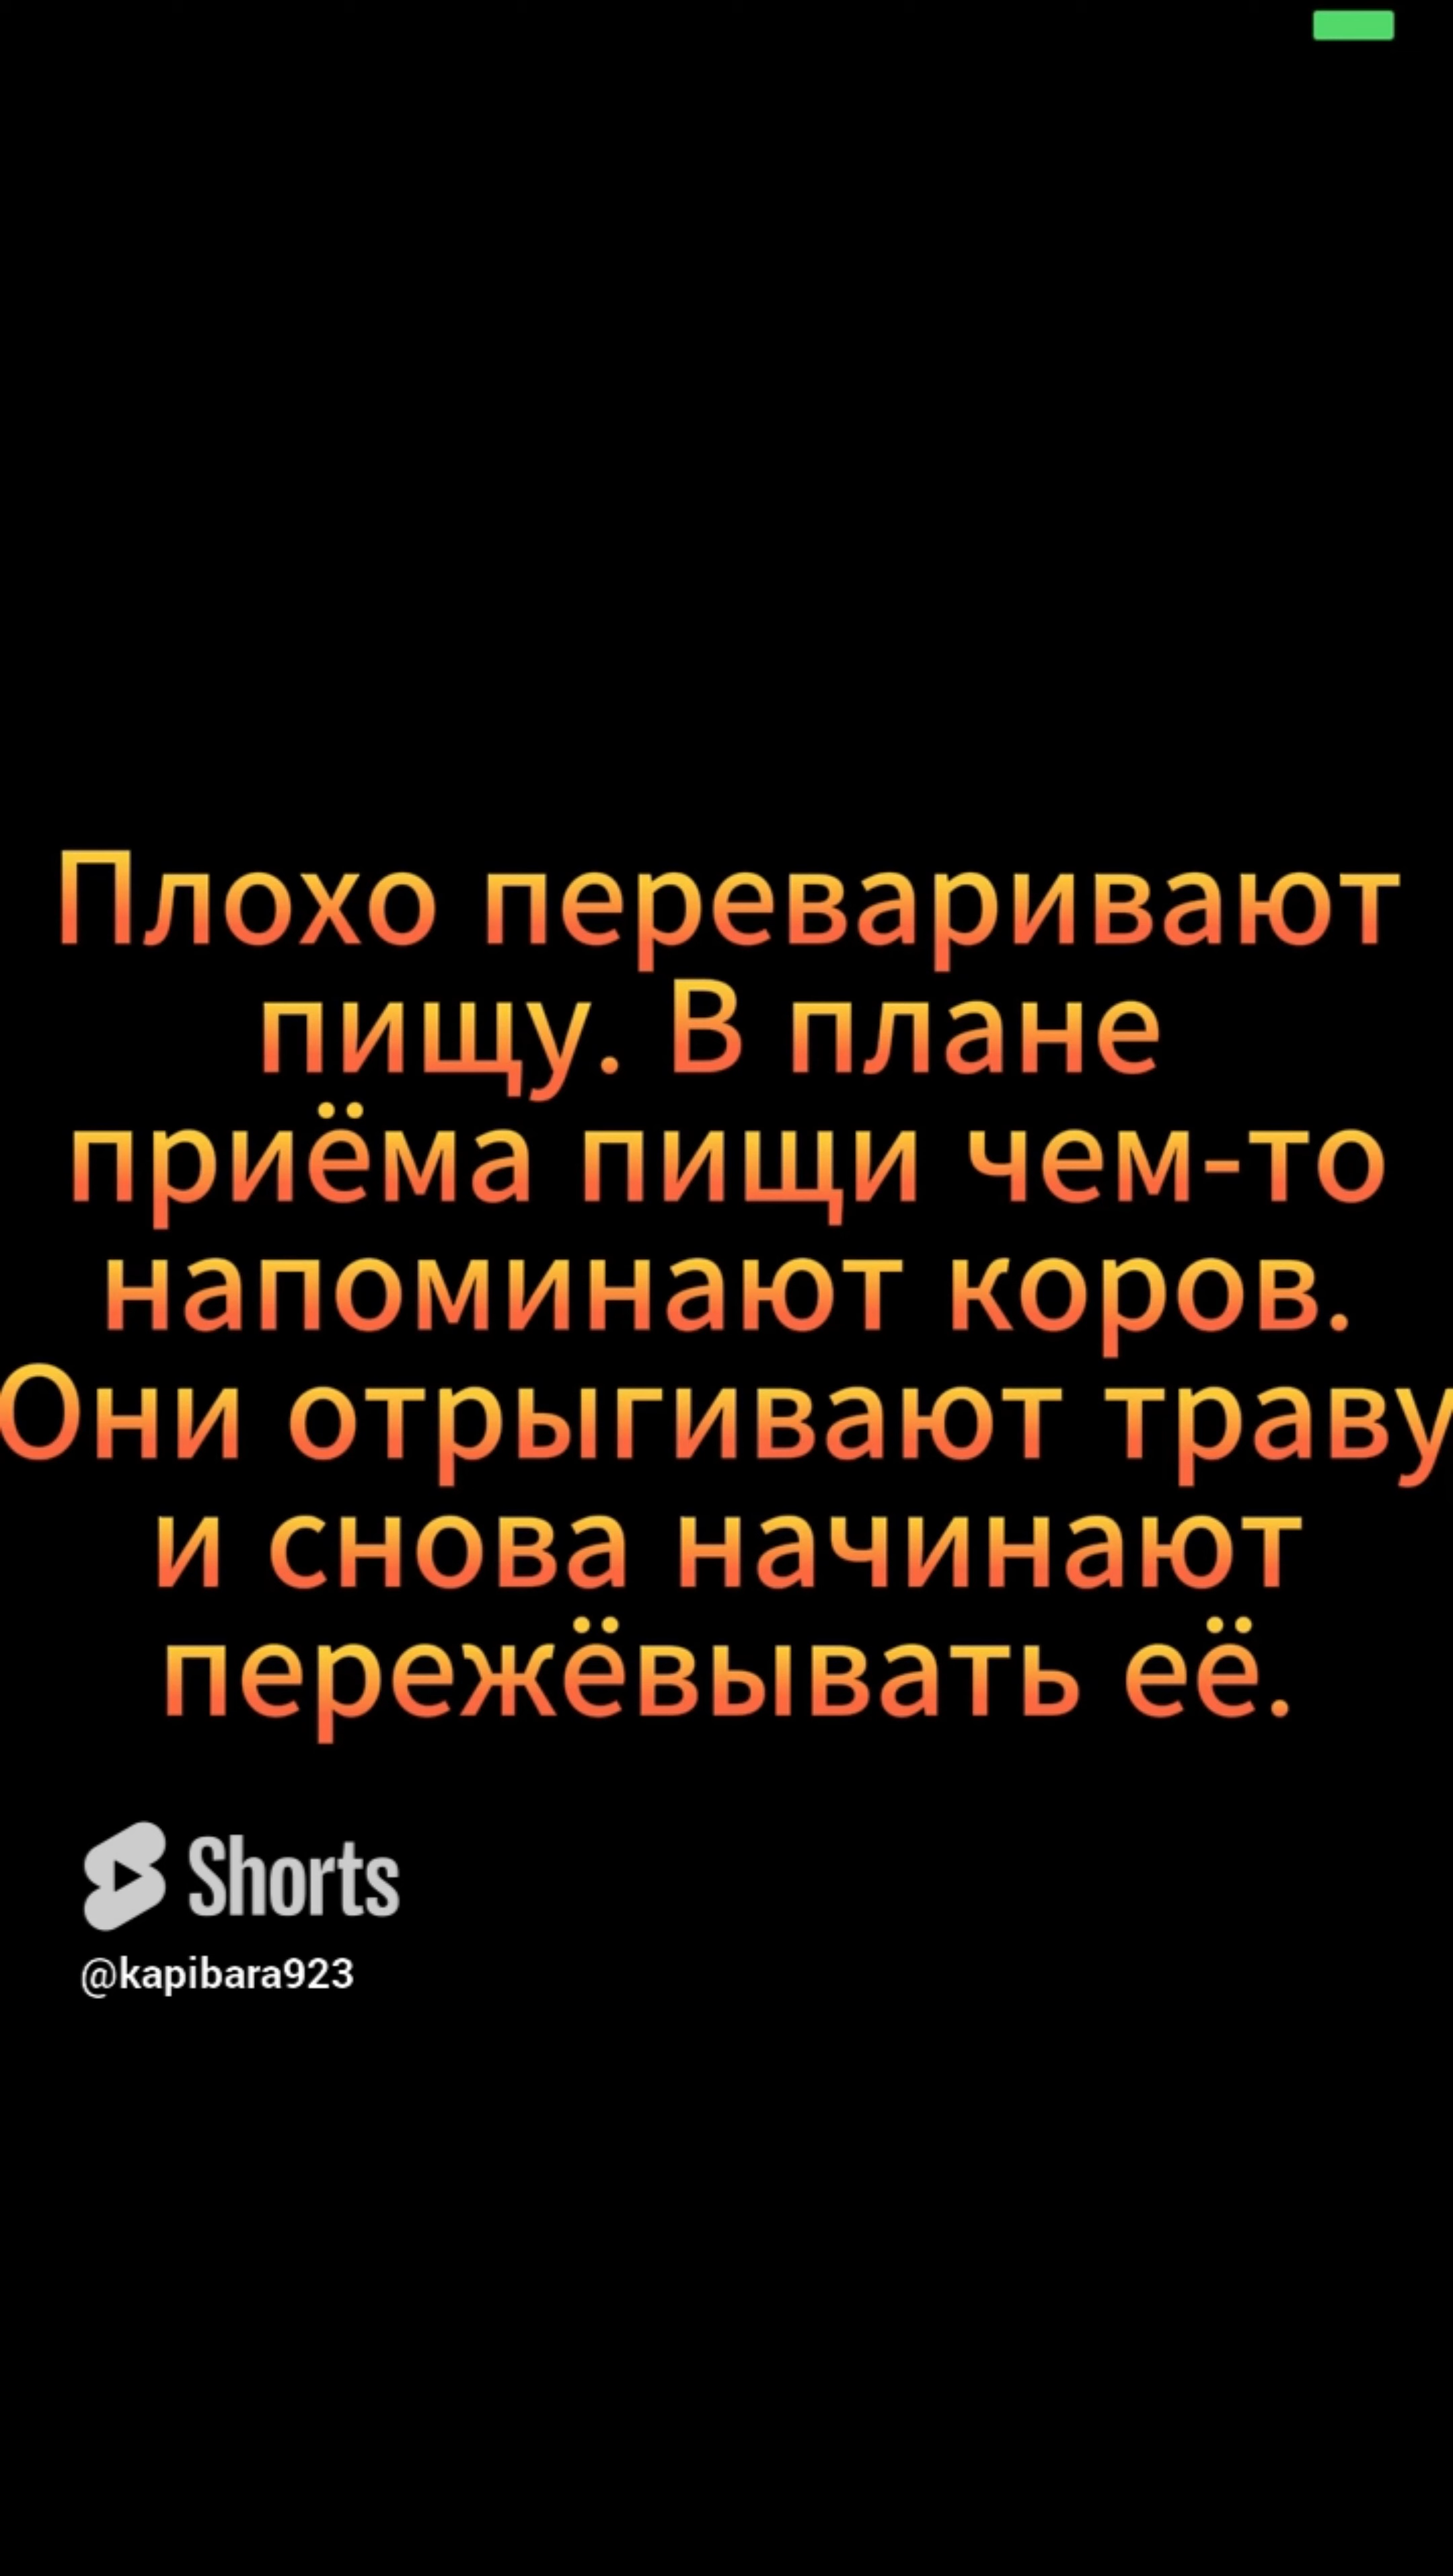 Плохо переваривают
пищу. В плане
приёма пищи чем-то
напоминают коров.
Они отрыгивают траву
и снова начинают
пережёвывать её.
Shorts
@kapibara923